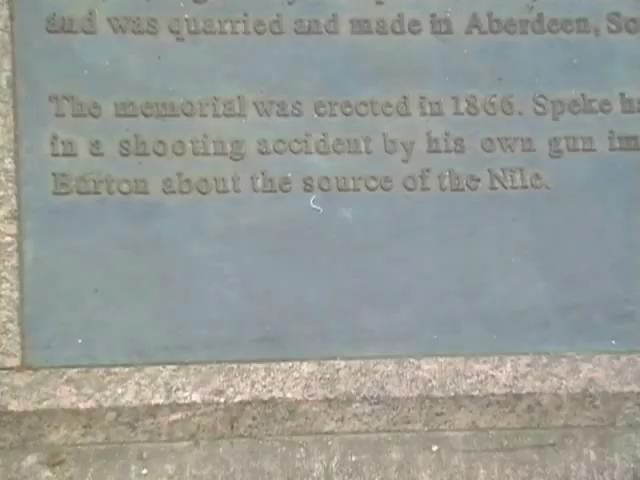 and was quarried and made in Aberdeen, So
The memorial was erected in 1866. Speke h
in a shooting accident by his own gun im
Burton about the source of the Nile.